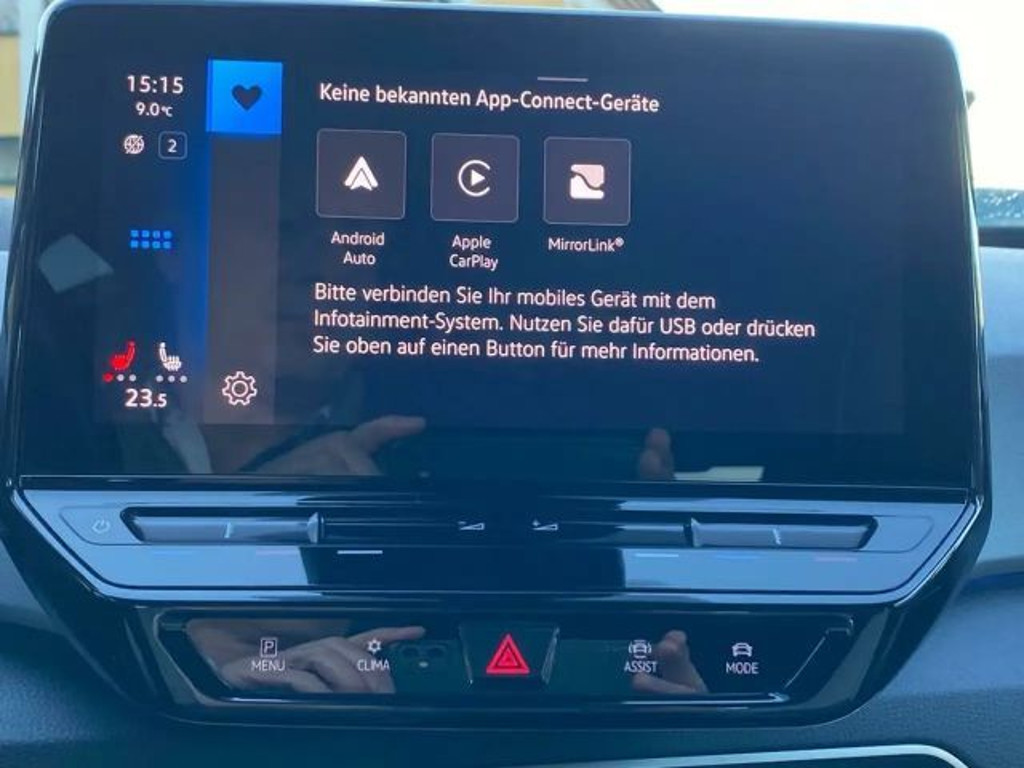 15:15
9.0°C
2
Keine bekannten App-Connect-Geräte
Android
Auto
Apple
CarPlay
MirrorLink®
Bitte verbinden Sie Ihr mobiles Gerät mit dem
Infotainment-System. Nutzen Sie dafür USB oder drücken
Sie oben auf einen Button für mehr Informationen.
23.5
P
MENU
CLIMA
ASSIST
MODE